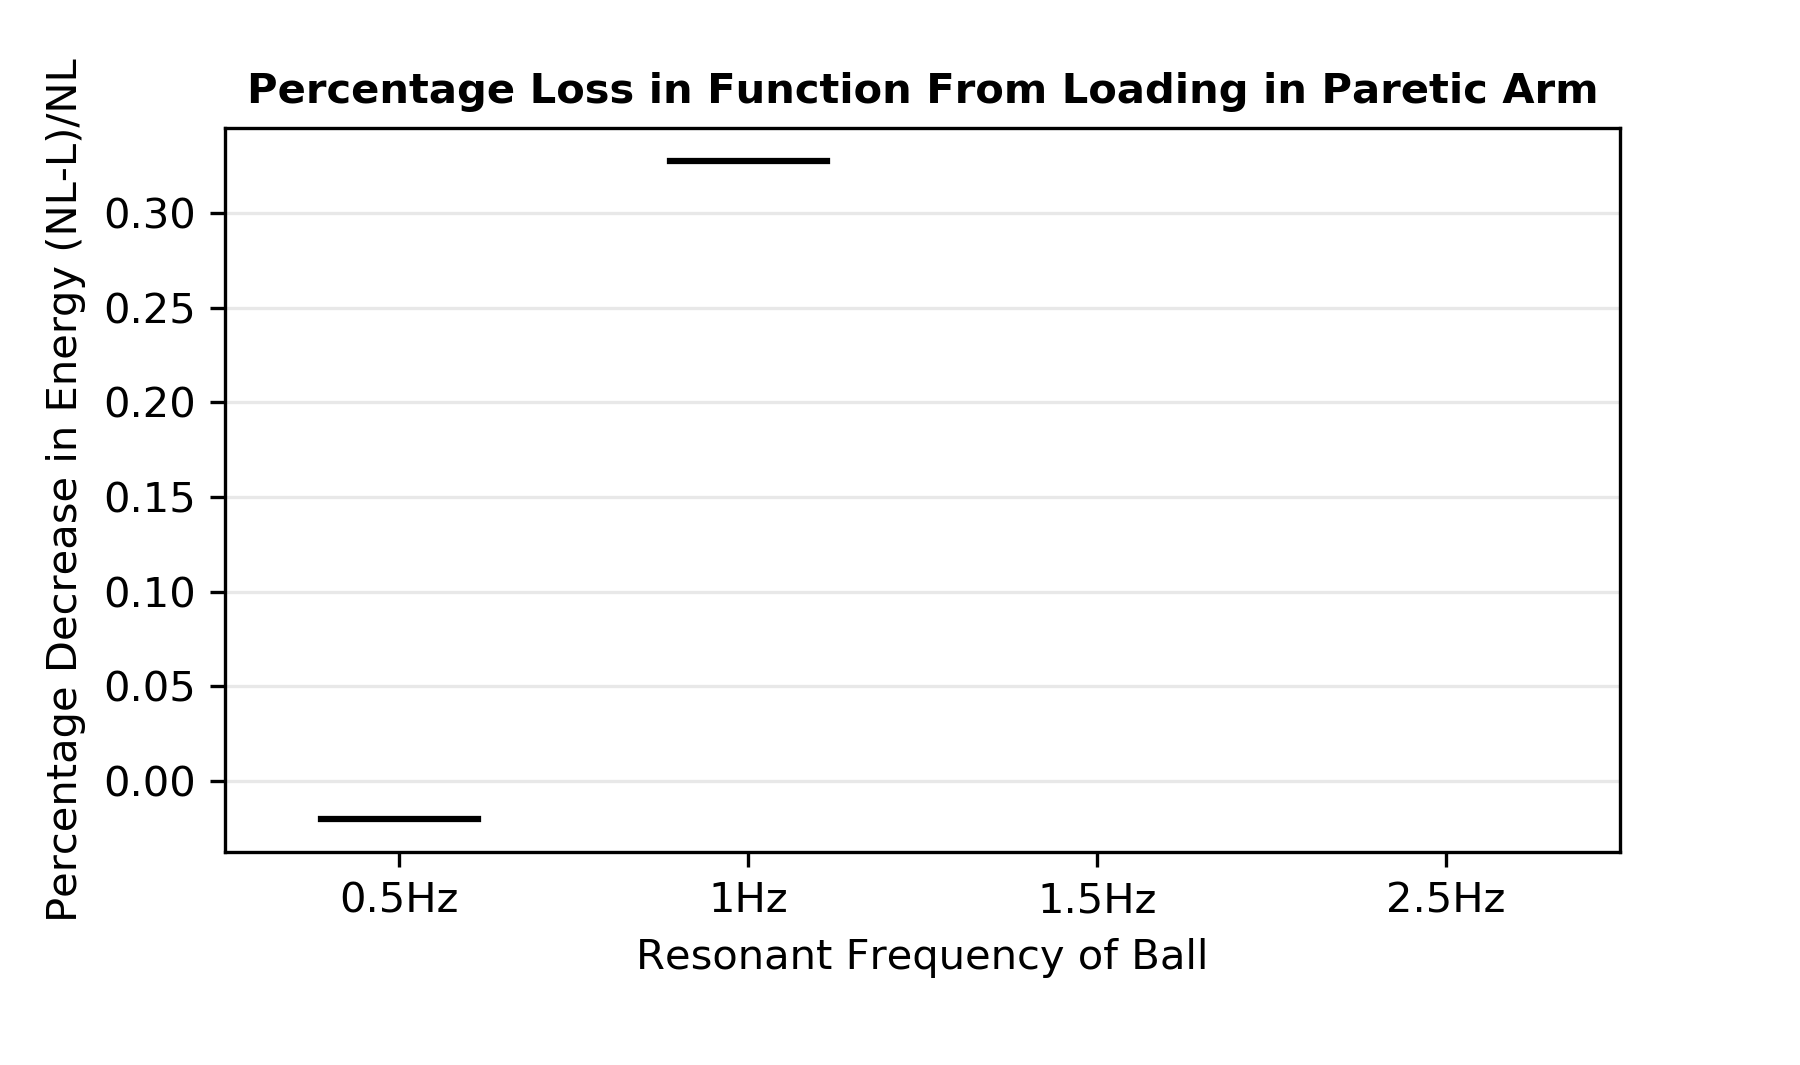 Percentage Loss in Function From Loading in Paretic Arm
Percentage Decrease in Energy (NL-L)/NL
0.30
0.25
0.20
0.15
0.10
0.05
0.00
0.5Hz
1Hz
1.5Hz
2.5Hz
Resonant Frequency of Ball